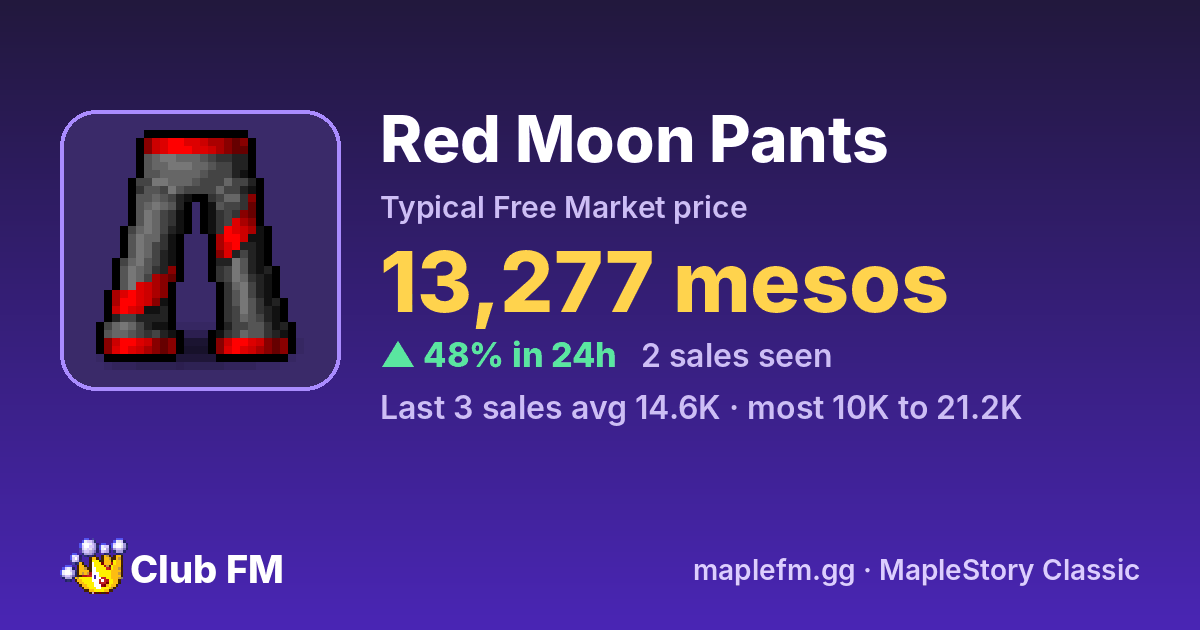 Red Moon Pants
Typical Free Market price
13,277 mesos
▲ 48% in 24h 2 sales seen
Last 3 sales avg 14.6K · most 10K to 21.2K
Club FM
maplefm.gg · MapleStory Classic